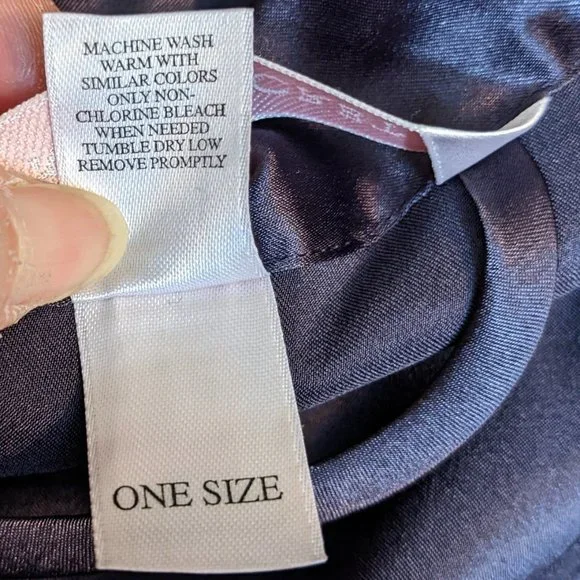 MACHINE WASH
WARM WITH
SIMILAR COLORS
ONLY NON-
CHLORINE BLEACH
WHEN NEEDED
TUMBLE DRY LOW
REMOVE PROMPTLY
ONE SIZE